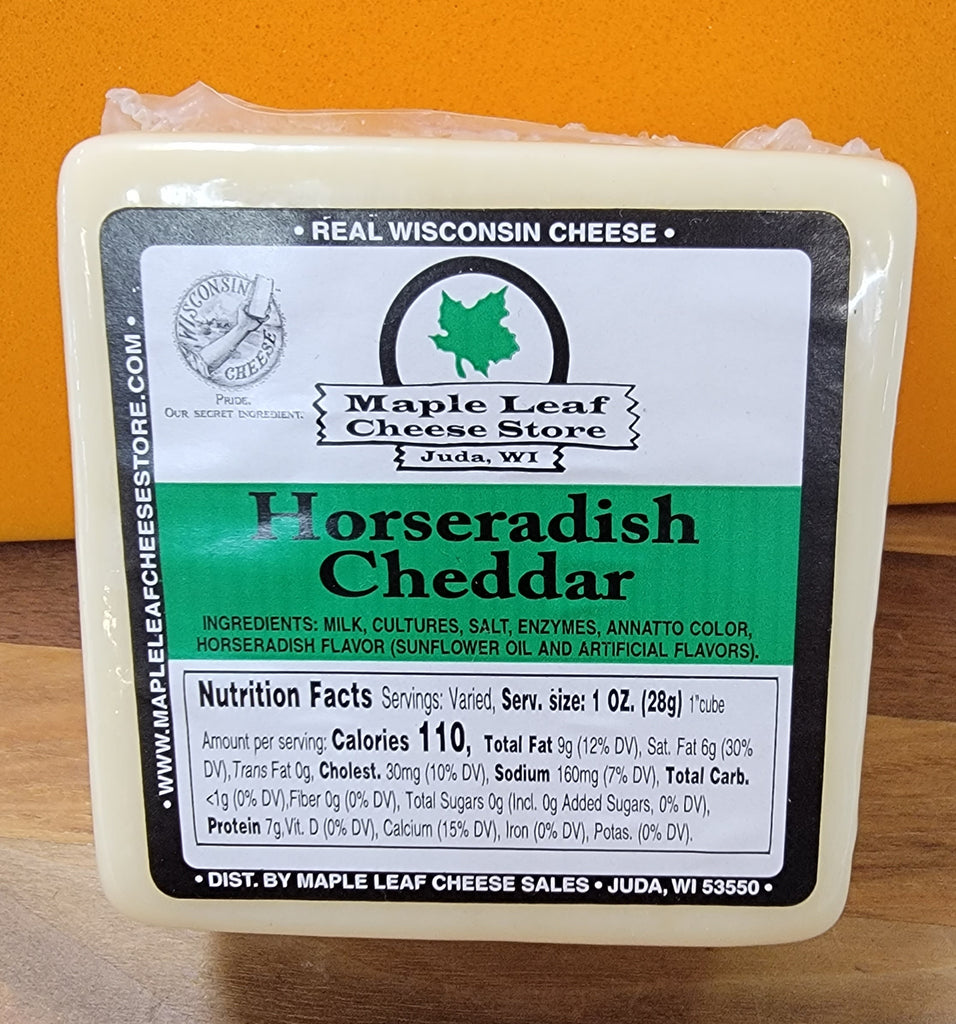 • REAL WISCONSIN CHEESE •
WISCONSIN
CHEESE
PRIDE.
OUR SECRET INGREDIENT.
Maple Leaf
Cheese Store
Juda, WI
• WWW.MAPLELEAFCHEESESTORE.COM •
Horseradish
Cheddar
INGREDIENTS: MILK, CULTURES, SALT, ENZYMES, ANNATTO COLOR,
HORSERADISH FLAVOR (SUNFLOWER OIL AND ARTIFICIAL FLAVORS).
Nutrition Facts Servings: Varied, Serv. size: 1 OZ. (28g) 1"cube
Amount per serving: Calories 110, Total Fat 9g (12% DV), Sat. Fat 6g (30%
DV), Trans Fat 0g, Cholest. 30mg (10% DV), Sodium 160mg (7% DV), Total Carb.
<1g (0% DV),Fiber 0g (0% DV), Total Sugars 0g (Incl. 0g Added Sugars, 0% DV),
Protein 7g,Vit. D (0% DV), Calcium (15% DV), Iron (0% DV), Potas. (0% DV).
• DIST. BY MAPLE LEAF CHEESE SALES • JUDA, WI 53550 •